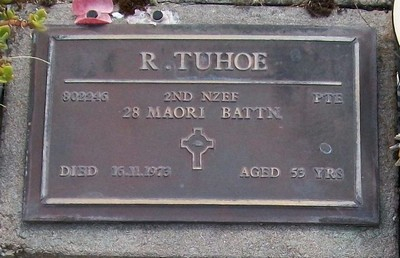 R. TUHOE
802246 2ND NZEF PTE
28 MAORI BATTN.
DIED 16.11.1973 AGED 53 YRS